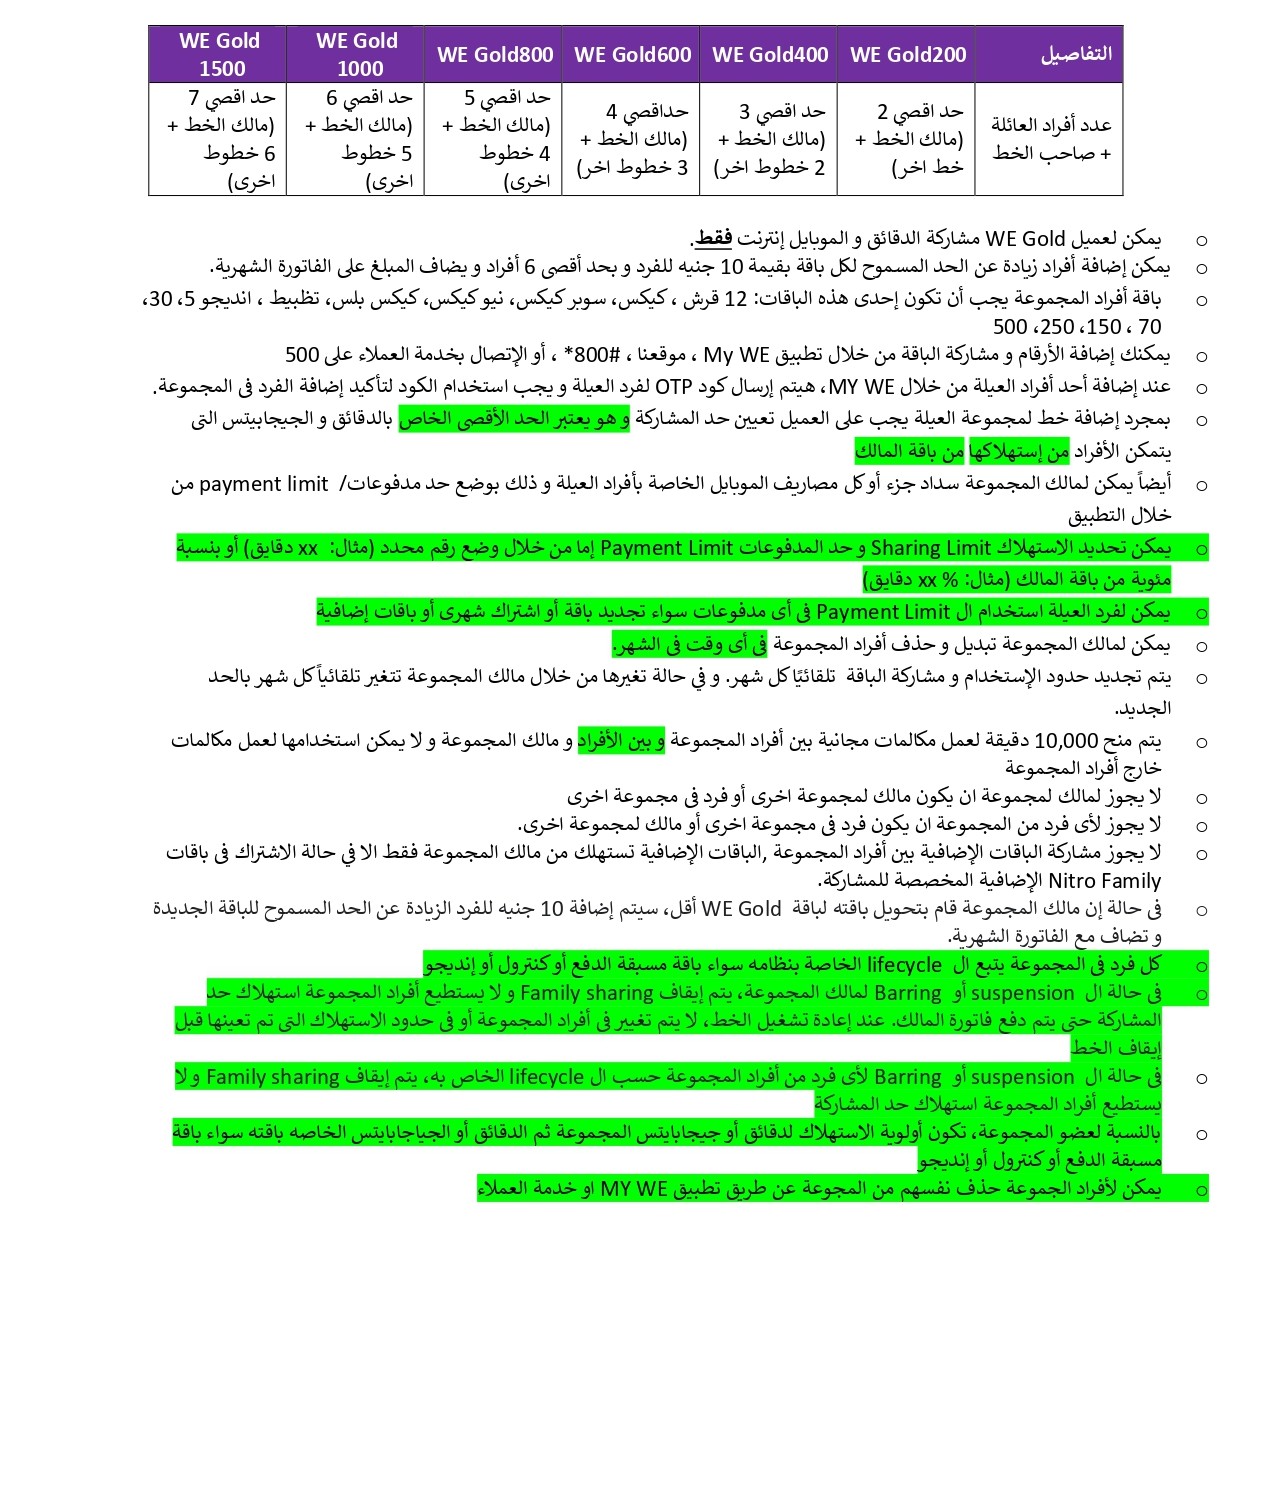 التفاصيل
WE Gold200
WE Gold400
WE Gold600
WE Gold800
WE Gold
1000
WE Gold
1500
عدد أفراد العائلة
+ صاحب الخط
حد اقصي 2
(مالك الخط +
خط اخر)
حد اقصي 3
(مالك الخط +
2 خطوط اخر)
حداقصي 4
(مالك الخط +
3 خطوط اخر)
حد اقصي 5
(مالك الخط +
4 خطوط
اخرى)
حد اقصي 6
(مالك الخط +
5 خطوط
اخرى)
حد اقصي 7
(مالك الخط +
6 خطوط
اخرى)
o يمكن لعميل WE Gold مشاركة الدقائق و الموبايل إنترنت فقط.
o يمكن إضافة أفراد زيادة عن الحد المسموح لكل باقة بقيمة 10 جنيه للفرد و بحد أقصى 6 أفراد و يضاف المبلغ على الفاتورة الشهرية.
o باقة أفراد المجموعة يجب أن تكون إحدى هذه الباقات: 12 قرش ، كيكس، سوبر كيكس، نيو كيكس، كيكس بلس، تظبيط ، انديجو 5، 30،
70 ، 150، 250، 500
o يمكنك إضافة الأرقام و مشاركة الباقة من خلال تطبيق My WE ، موقعنا ، #800* ، أو الإتصال بخدمة العملاء على 500
o عند إضافة أحد أفراد العيلة من خلال MY WE، هيتم إرسال كود OTP لفرد العيلة و يجب استخدام الكود لتأكيد إضافة الفرد فى المجموعة.
o بمجرد إضافة خط لمجموعة العيلة يجب على العميل تعيين حد المشاركة و هو يعتبر الحد الأقصى الخاص بالدقائق و الجيجابيتس التى
يتمكن الأفراد من إستهلاكها من باقة المالك
o أيضاً يمكن لمالك المجموعة سداد جزء أو كل مصاريف الموبايل الخاصة بأفراد العيلة و ذلك بوضع حد مدفوعات/ payment limit من
خلال التطبيق
o يمكن تحديد الاستهلاك Sharing Limit و حد المدفوعات Payment Limit إما من خلال وضع رقم محدد (مثال: xx دقايق) أو بنسبة
مئوية من باقة المالك (مثال: % xx دقايق)
o يمكن لفرد العيلة استخدام ال Payment Limit فى أى مدفوعات سواء تجديد باقة أو اشتراك شهرى أو باقات إضافية
o يمكن لمالك المجموعة تبديل و حذف أفراد المجموعة فى أى وقت فى الشهر.
o يتم تجديد حدود الإستخدام و مشاركة الباقة تلقائيًا كل شهر. و في حالة تغيرها من خلال مالك المجموعة تتغير تلقائياً كل شهر بالحد
الجديد.
o يتم منح 10,000 دقيقة لعمل مكالمات مجانية بين أفراد المجموعة و بين الأفراد و مالك المجموعة و لا يمكن استخدامها لعمل مكالمات
خارج أفراد المجموعة
o لا يجوز لمالك لمجموعة ان يكون مالك لمجموعة اخرى أو فرد فى مجموعة اخرى
o لا يجوز لأى فرد من المجموعة ان يكون فرد فى مجموعة اخرى أو مالك لمجموعة اخرى.
o لا يجوز مشاركة الباقات الإضافية بين أفراد المجموعة ,الباقات الإضافية تستهلك من مالك المجموعة فقط الا في حالة الاشتراك فى باقات
Nitro Family الإضافية المخصصة للمشاركة.
o فى حالة إن مالك المجموعة قام بتحويل باقته لباقة WE Gold أقل، سيتم إضافة 10 جنيه للفرد الزيادة عن الحد المسموح للباقة الجديدة
و تضاف مع الفاتورة الشهرية.
o كل فرد فى المجموعة يتبع ال lifecycle الخاصة بنظامه سواء باقة مسبقة الدفع أو كنترول أو إنديجو
o فى حالة ال suspension أو Barring لمالك المجموعة، يتم إيقاف Family sharing و لا يستطيع أفراد المجموعة استهلاك حد
المشاركة حتى يتم دفع فاتورة المالك. عند إعادة تشغيل الخط، لا يتم تغيير فى أفراد المجموعة أو فى حدود الاستهلاك التى تم تعينها قبل
إيقاف الخط
o فى حالة ال suspension أو Barring لأى فرد من أفراد المجموعة حسب ال lifecycle الخاص به، يتم إيقاف Family sharing و لا
يستطيع أفراد المجموعة استهلاك حد المشاركة
o بالنسبة لعضو المجموعة، تكون أولوية الاستهلاك لدقائق أو جيجابايتس المجموعة ثم الدقائق أو الجياجابايتس الخاصه باقته سواء باقة
مسبقة الدفع أو كنترول أو إنديجو
o يمكن لأفراد الجموعة حذف نفسهم من المجوعة عن طريق تطبيق MY WE او خدمة العملاء